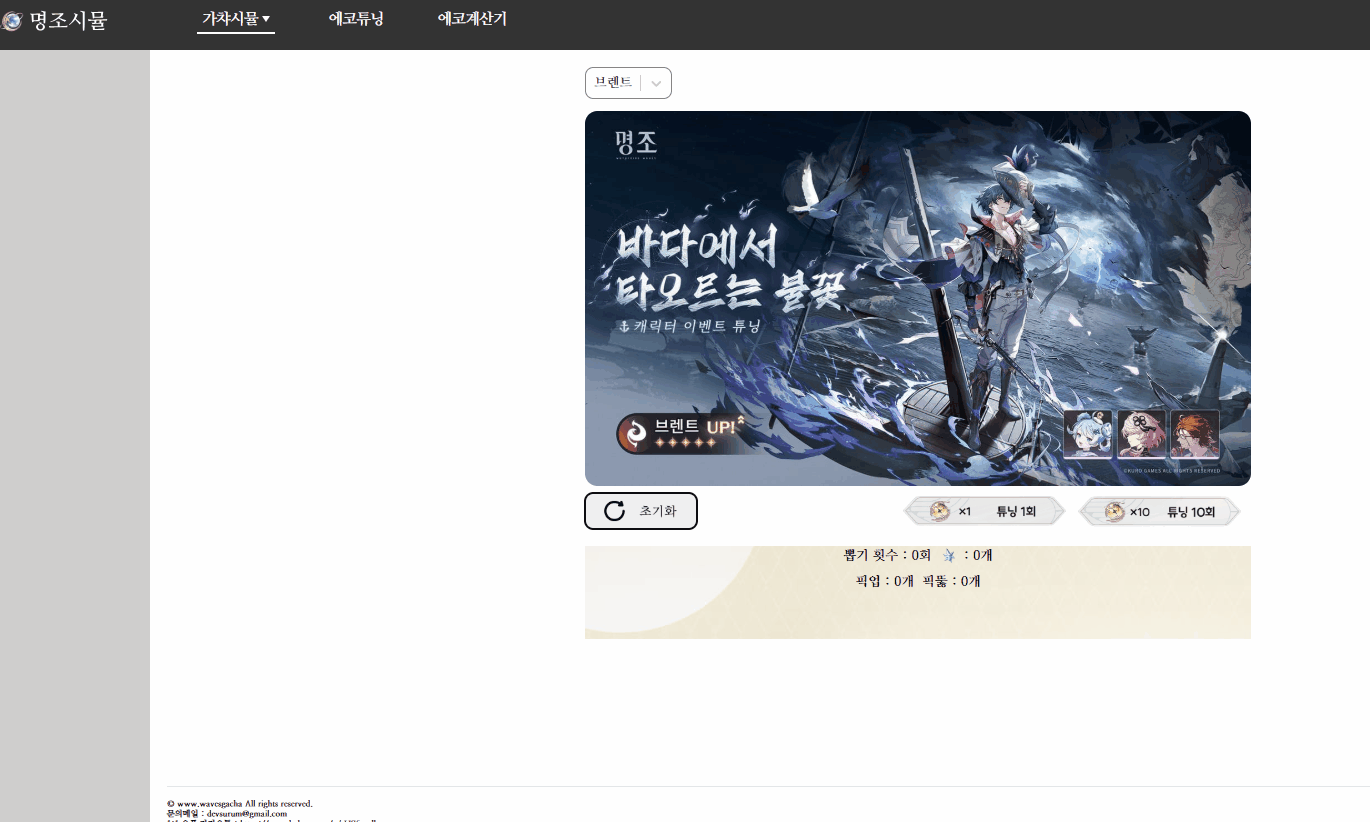 명조시뮬
가챠시뮬▼ 에코튜닝 에코계산기
브렌트
명조
바다에서
타오르는 불꽃
캐릭터 이벤트 튜닝
브렌트 UP!
©KURO GAMES ALL RIGHTS RESERVED
초기화 ×1 튜닝 1회 ×10 튜닝 10회
뽑기 횟수 : 0회 : 0개
픽업 : 0개 픽뚫 : 0개
© www.wavesgacha All rights reserved.
문의메일 : devsurum@gmail.com